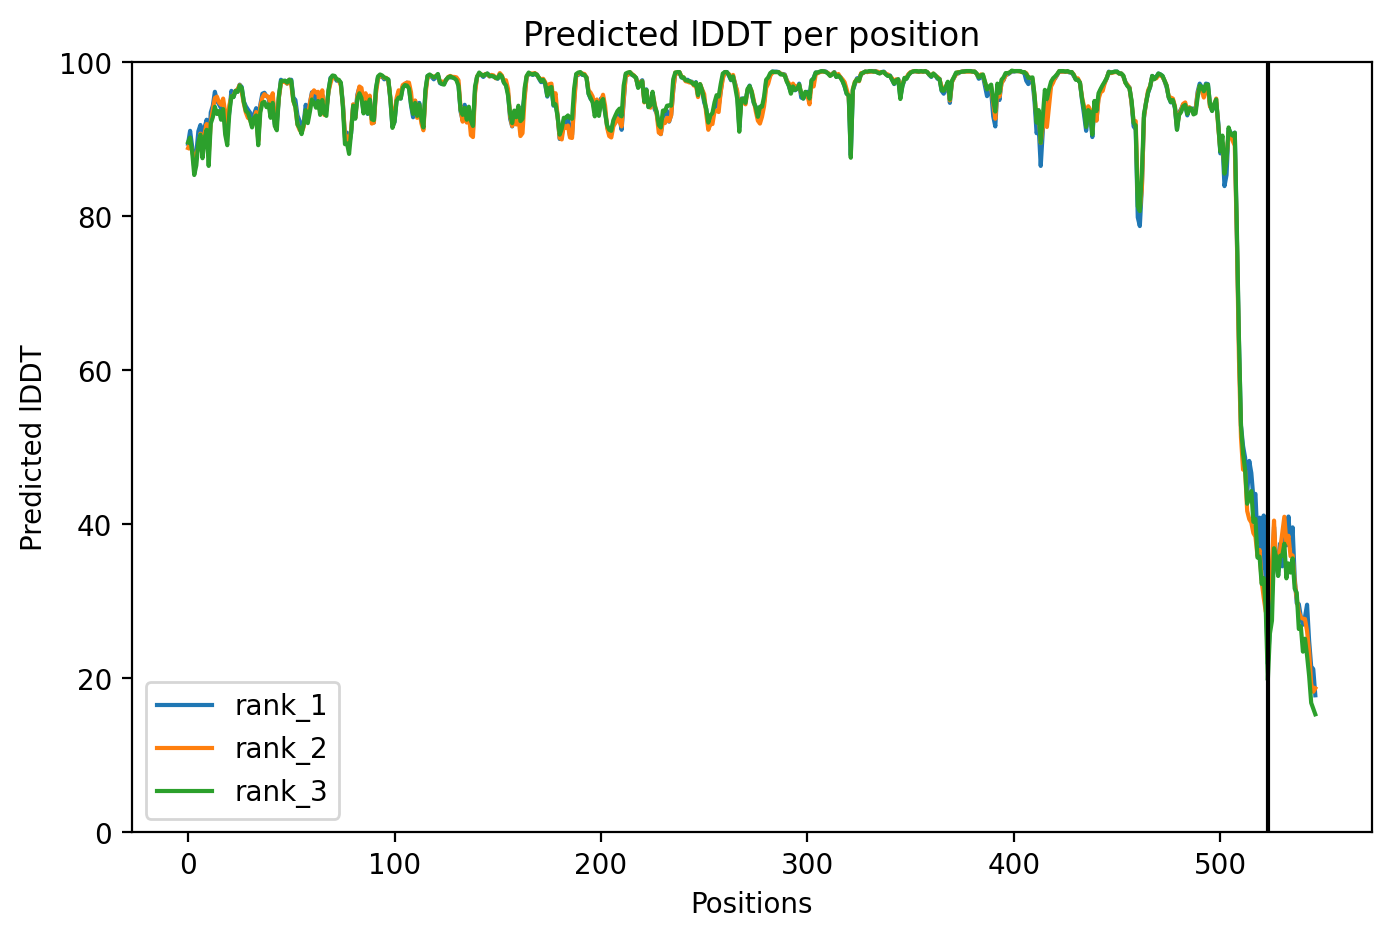 Predicted lDDT per position
100
80
60
40
20
0
Predicted lDDT
rank_1
rank_2
rank_3
0 100 200 300 400 500
Positions